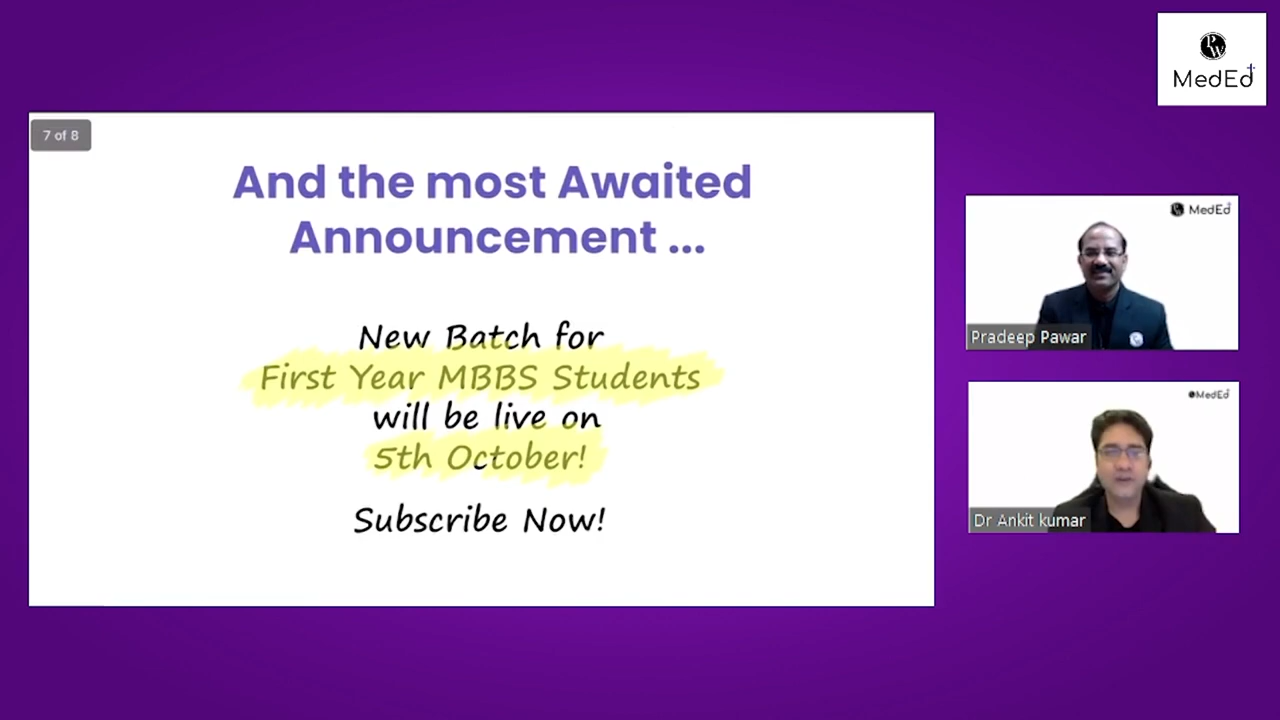 PW
MedEd
7 of 8
And the most Awaited
Announcement ...
New Batch for
First Year MBBS Students
will be live on
5th October!
Subscribe Now!
MedEd
Pradeep Pawar
MedEd
Dr Ankit kumar